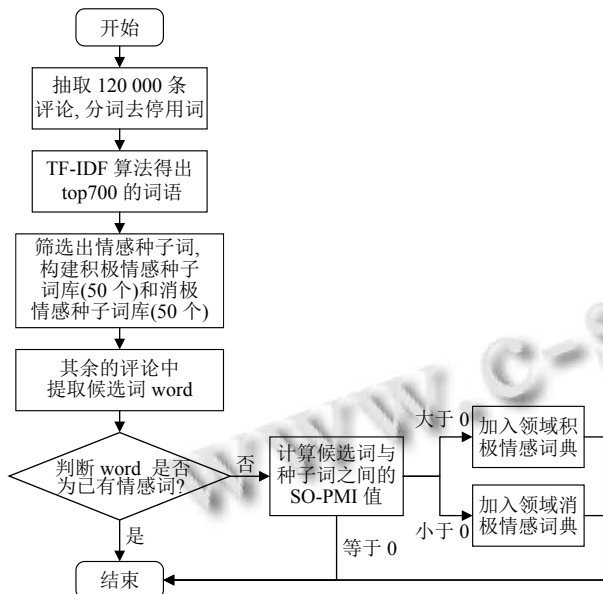 开始
抽取 120 000 条
评论, 分词去停用词
TF-IDF 算法得出
top700 的词语
筛选出情感种子词,
构建积极情感种子
词库(50 个)和消极
情感种子词库(50 个)
其余的评论中
提取候选词 word
判断 word 是否
为已有情感词?
否
是
计算候选词与
种子词之间的
SO-PMI 值
大于 0
加入领域积
极情感词典
小于 0
加入领域消
极情感词典
等于 0
结束
www.c-s